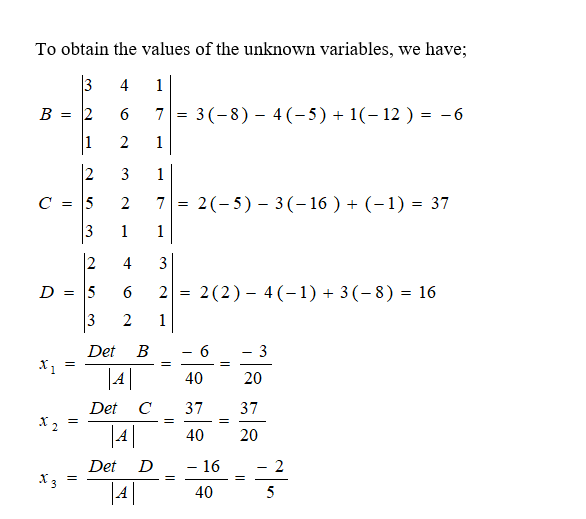 To obtain the values of the unknown variables, we have;
B = |3 4 1|
|2 6 7| = 3(−8) − 4(−5) + 1(−12 ) = −6
|1 2 1|
C = |2 3 1|
|5 2 7| = 2(−5) − 3(−16 ) + (−1) = 37
|3 1 1|
D = |2 4 3|
|5 6 2| = 2(2) − 4(−1) + 3(−8) = 16
|3 2 1|
x₁ = Det B / |A| = − 6 / 40 = − 3 / 20
x₂ = Det C / |A| = 37 / 40 = 37 / 20
x₃ = Det D / |A| = − 16 / 40 = − 2 / 5